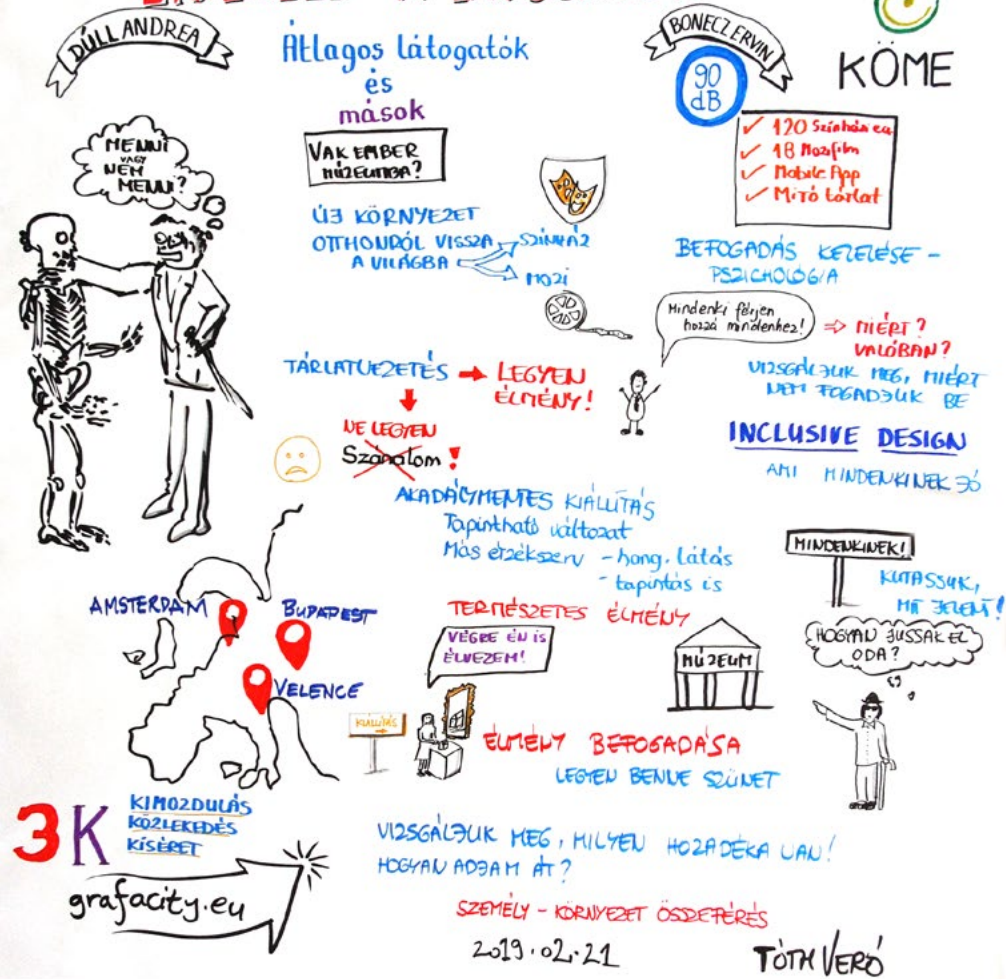 DÚLL ANDREA
Átlagos látogatók
és
mások
BONECZ ERVIN
90
dB
KÖME
MENNI
VAGY
NEM
MENNI?
VAK EMBER
MÚZEUMBA?
✓ 120 Színházi ea
✓ 18 Mozifilm
✓ Mobile App
✓ Miró tárlat
ÚJ KÖRNYEZET
OTTHONRÓL VISSZA
A VILÁGBA
SZÍNHÁZ
MOZI
BEFOGADÁS KEZELÉSE -
PSZICHOLÓGIA
Mindenki férjen
hozzá mindenhez!
⇒ MIÉRT?
VALÓBAN?
VIZSGÁLJUK MEG, MIÉRT
NEM FOGADJUK BE
TÁRLATVEZETÉS → LEGYEN
ÉLMÉNY!
NE LEGYEN
Szánalom!
INCLUSIVE DESIGN
AMI MINDENKINEK JÓ
AKADÁLYMENTES KIÁLLÍTÁS
Tapintható változat
Más érzékszerv - hang, látás
- tapintás is
MINDENKINEK!
KUTASSUK,
MIT JELENT!
AMSTERDAM
BUDAPEST
VELENCE
TERMÉSZETES ÉLMÉNY
VÉGRE ÉN IS
ÉLVEZEM!
MÚZEUM
HOGYAN JUSSAK EL
ODA?
KIÁLLÍTÁS
ÉLMÉNY BEFOGADÁSA
LEGYEN BENNE SZÜNET
3K
KIMOZDULÁS
KÖZLEKEDÉS
KÍSÉRET
VIZSGÁLJUK MEG, MILYEN HOZADÉKA VAN!
HOGYAN ADJAM ÁT?
grafacity.eu
SZEMÉLY - KÖRNYEZET ÖSSZEFÉRÉS
2019.02.21
TÓTH VERÓ